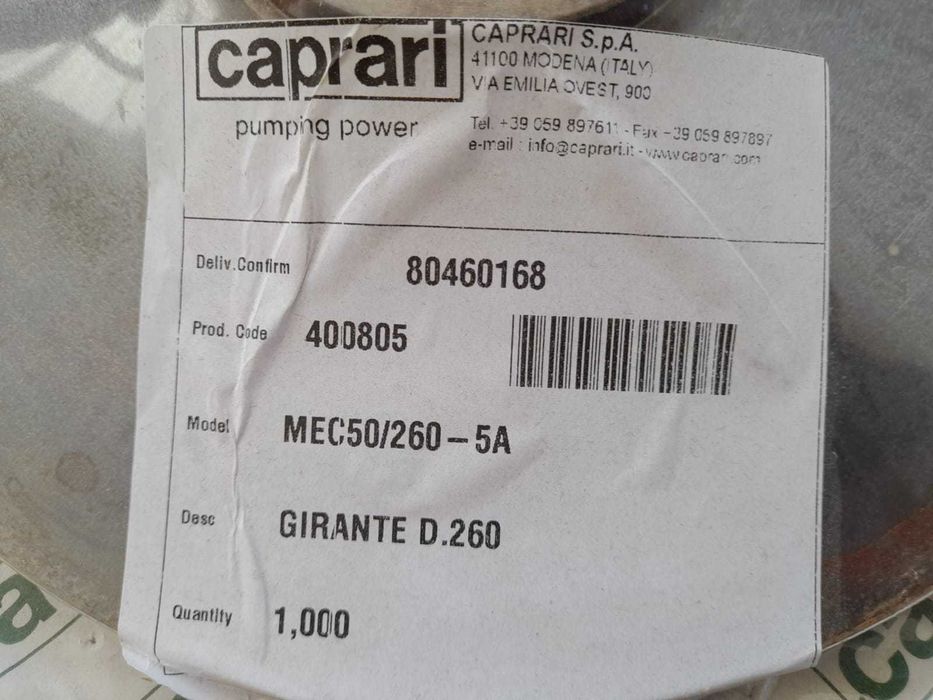 caprari
pumping power
CAPRARI S.p.A.
41100 MODENA (ITALY)
VIA EMILIA OVEST, 900
Tel. +39 059 897611 - Fax +39 059 897897
e-mail : info@caprari.it - www.caprari.com
Deliv.Confirm 80460168
Prod. Code 400805
Model MEC50/260-5A
Desc GIRANTE D.260
Quantity 1,000